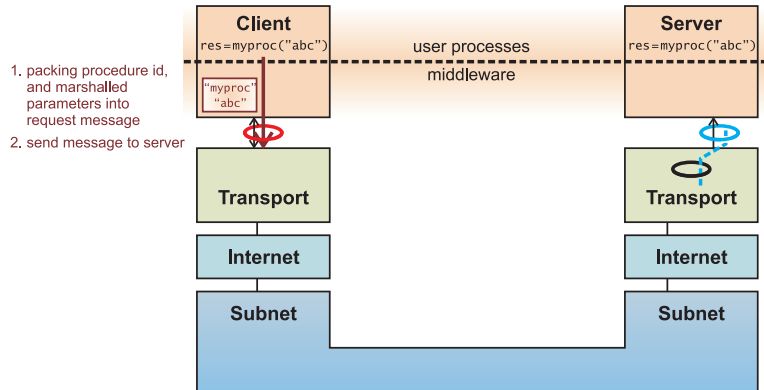 Client
res=myproc("abc")
Server
res=myproc("abc")
user processes
middleware
1. packing procedure id,
and marshalled
parameters into
request message
2. send message to server
"myproc"
"abc"
Transport
Transport
Internet
Internet
Subnet
Subnet